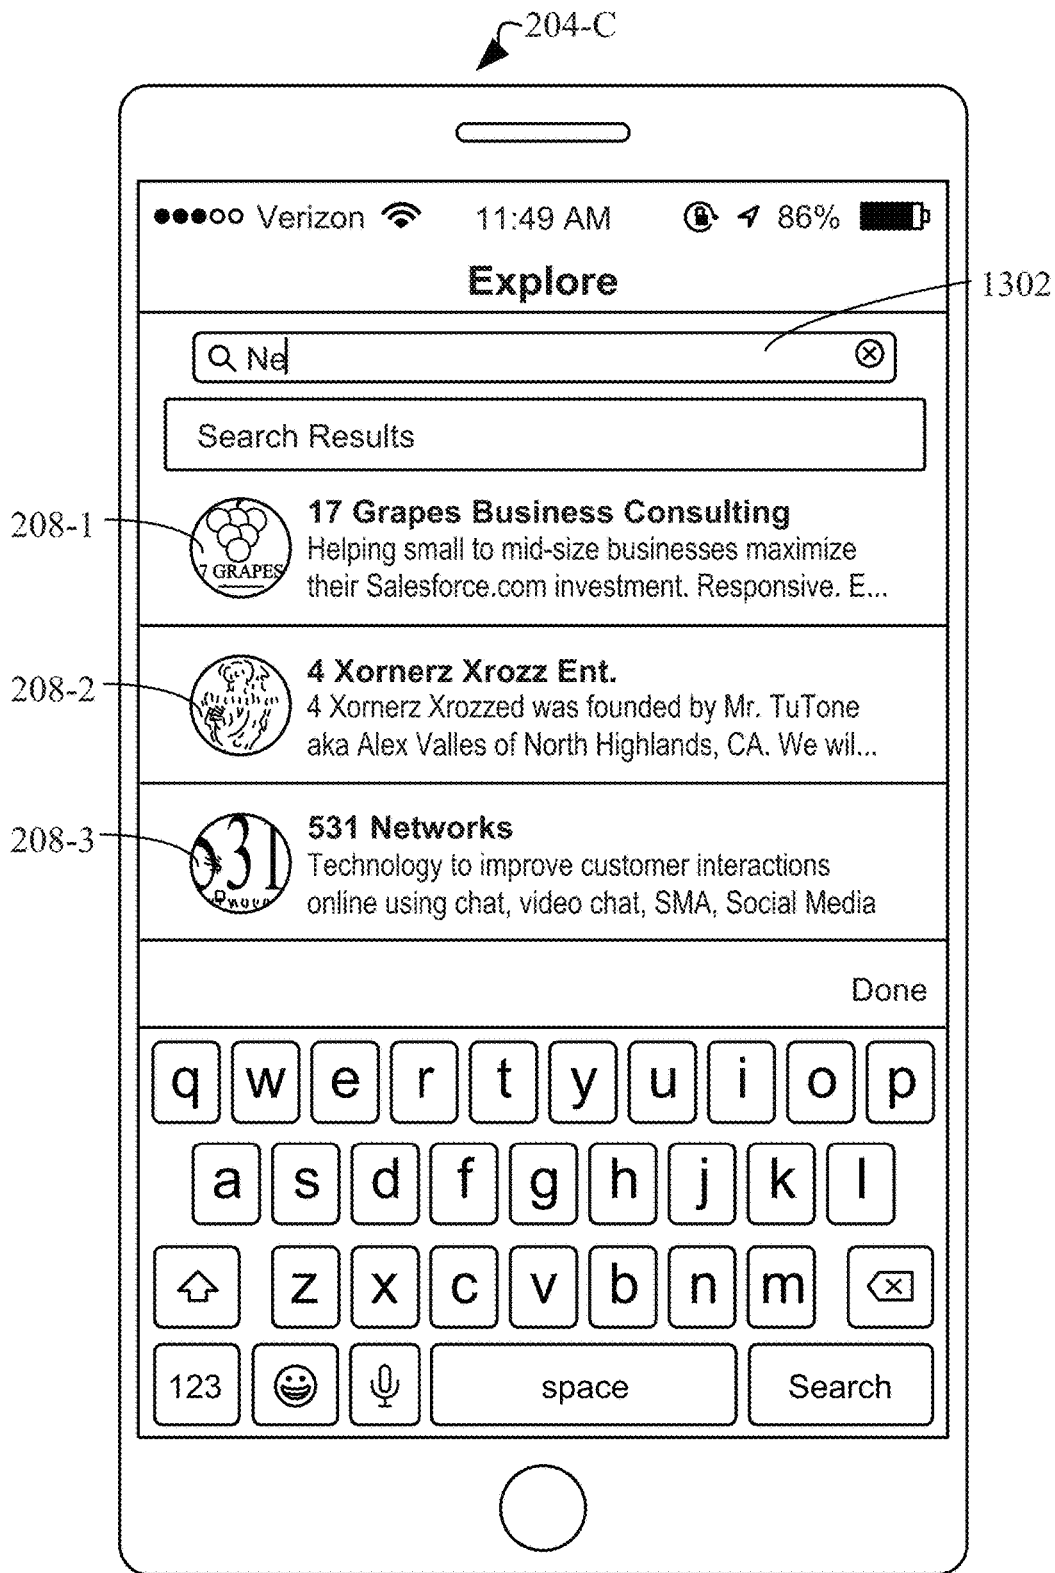 204-C
Verizon 11:49 AM 86%
Explore
1302
Ne
Search Results
208-1
7 GRAPES
17 Grapes Business Consulting
Helping small to mid-size businesses maximize
their Salesforce.com investment. Responsive. E...
208-2
4 Xornerz Xrozz Ent.
4 Xornerz Xrozzed was founded by Mr. TuTone
aka Alex Valles of North Highlands, CA. We wil...
208-3
531
531 Networks
Technology to improve customer interactions
online using chat, video chat, SMA, Social Media
Done
q w e r t y u i o p
a s d f g h j k l
z x c v b n m
123 space Search